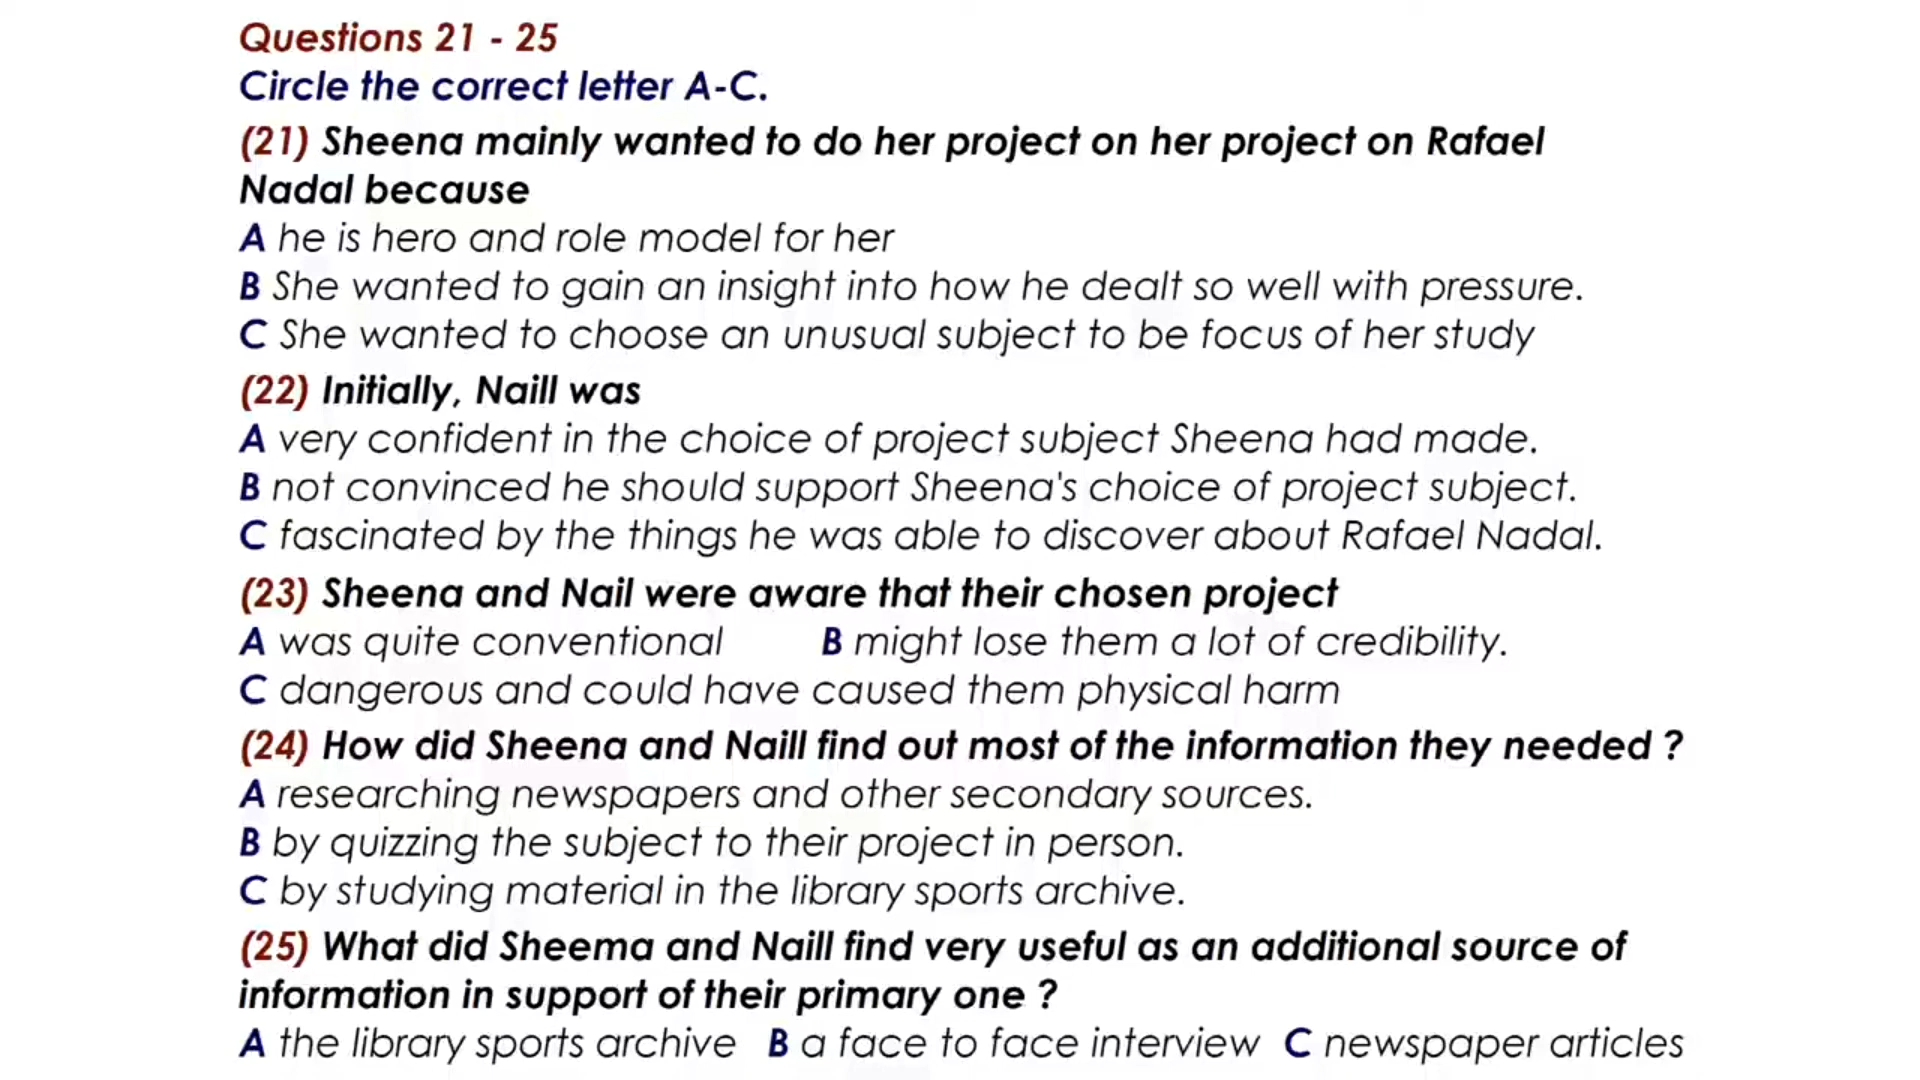 Questions 21 - 25
Circle the correct letter A-C.
(21) Sheena mainly wanted to do her project on her project on Rafael
Nadal because
A he is hero and role model for her
B She wanted to gain an insight into how he dealt so well with pressure.
C She wanted to choose an unusual subject to be focus of her study
(22) Initially, Naill was
A very confident in the choice of project subject Sheena had made.
B not convinced he should support Sheena's choice of project subject.
C fascinated by the things he was able to discover about Rafael Nadal.
(23) Sheena and Nail were aware that their chosen project
A was quite conventional B might lose them a lot of credibility.
C dangerous and could have caused them physical harm
(24) How did Sheena and Naill find out most of the information they needed ?
A researching newspapers and other secondary sources.
B by quizzing the subject to their project in person.
C by studying material in the library sports archive.
(25) What did Sheema and Naill find very useful as an additional source of
information in support of their primary one ?
A the library sports archive B a face to face interview C newspaper articles